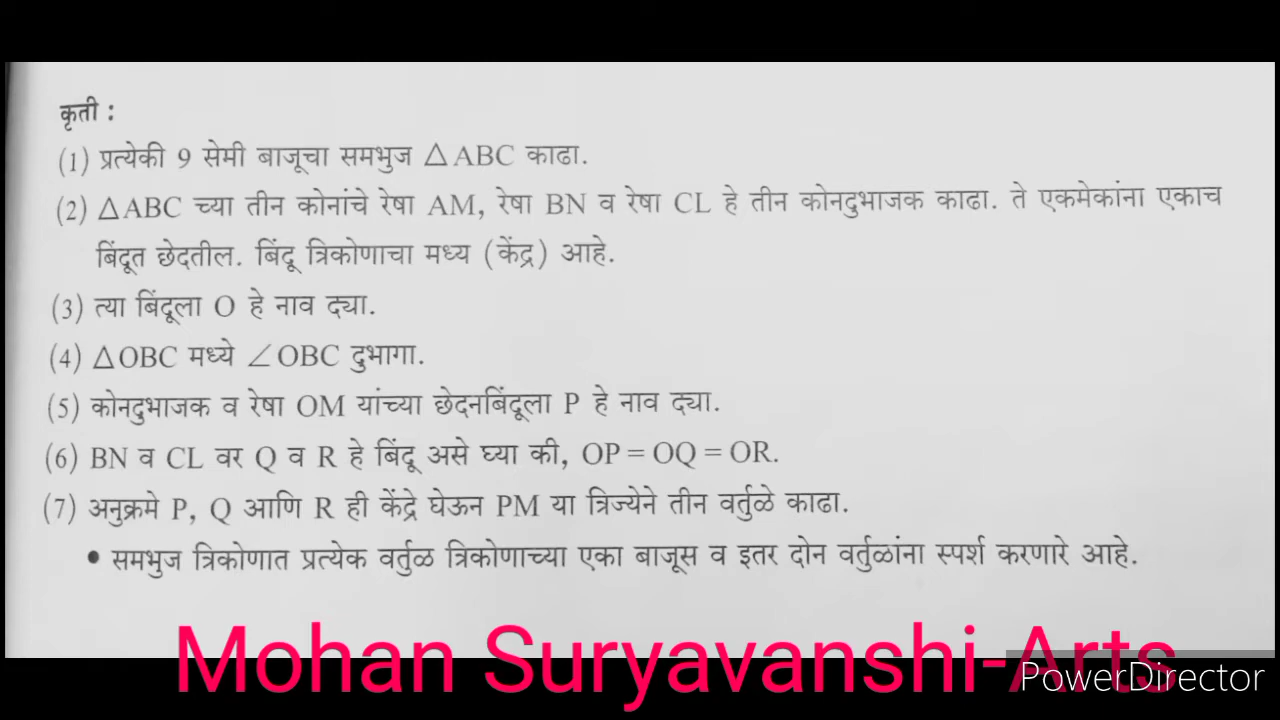 कृती :
(1) प्रत्येकी 9 सेमी बाजूचा समभुज △ABC काढा.
(2) △ABC च्या तीन कोनांचे रेषा AM, रेषा BN व रेषा CL हे तीन कोनदुभाजक काढा. ते एकमेकांना एकाच
बिंदूत छेदतील. बिंदू त्रिकोणाचा मध्य (केंद्र) आहे.
(3) त्या बिंदूला O हे नाव द्या.
(4) △OBC मध्ये ∠OBC दुभागा.
(5) कोनदुभाजक व रेषा OM यांच्या छेदनबिंदूला P हे नाव द्या.
(6) BN व CL वर Q व R हे बिंदू असे घ्या की, OP = OQ = OR.
(7) अनुक्रमे P, Q आणि R ही केंद्रे घेऊन PM या त्रिज्येने तीन वर्तुळे काढा.
• समभुज त्रिकोणात प्रत्येक वर्तुळ त्रिकोणाच्या एका बाजूस व इतर दोन वर्तुळांना स्पर्श करणारे आहे.
Mohan Suryavanshi-Arts
PowerDirector